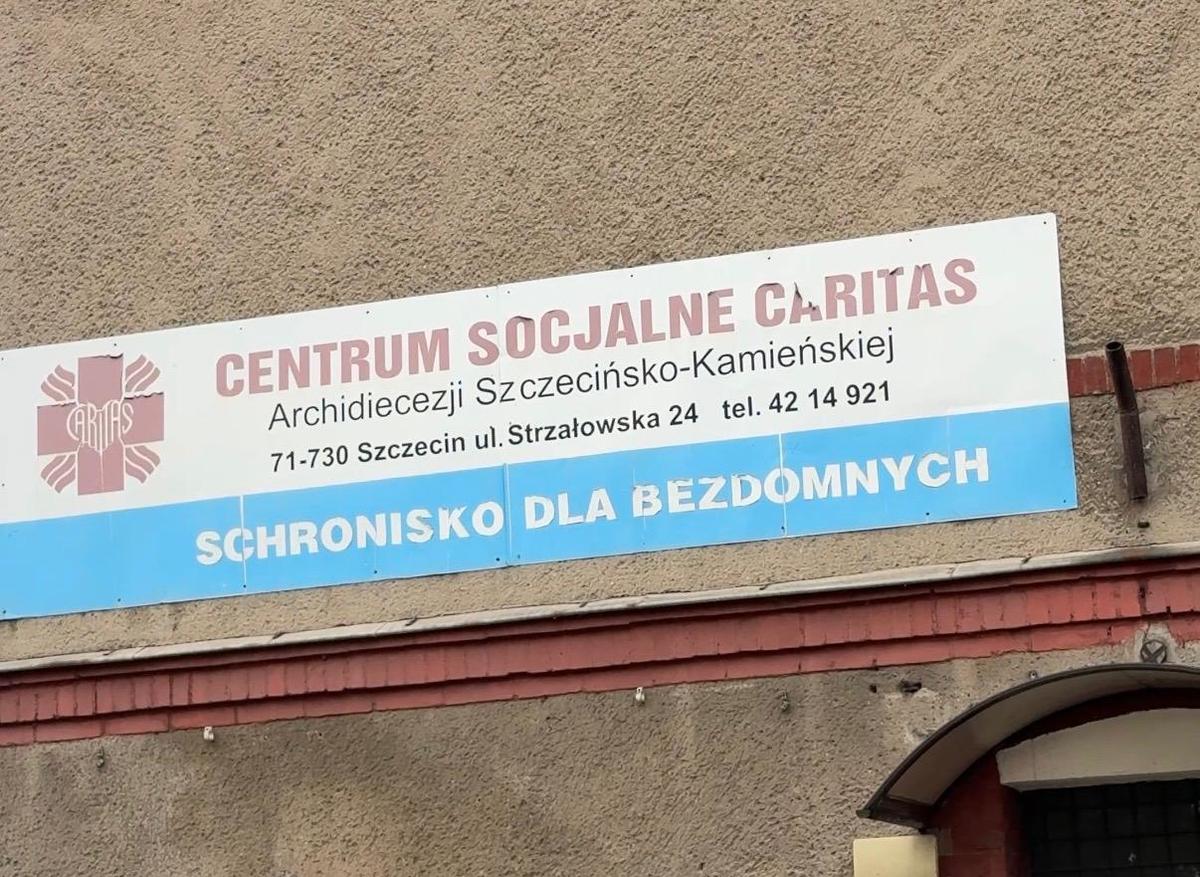 CARITAS
CENTRUM SOCJALNE CARITAS
Archidiecezji Szczecińsko-Kamieńskiej
71-730 Szczecin ul. Strzałowska 24 tel. 42 14 921
SCHRONISKO DLA BEZDOMNYCH